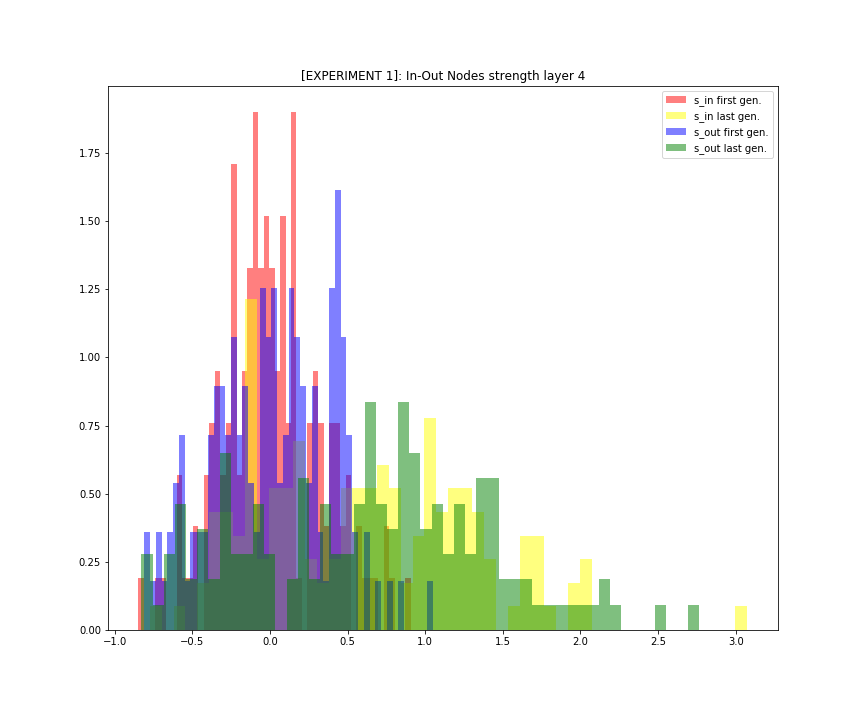 [EXPERIMENT 1]: In-Out Nodes strength layer 4
s_in first gen.
s_in last gen.
s_out first gen.
s_out last gen.
1.75
1.50
1.25
1.00
0.75
0.50
0.25
0.00
−1.0 −0.5 0.0 0.5 1.0 1.5 2.0 2.5 3.0